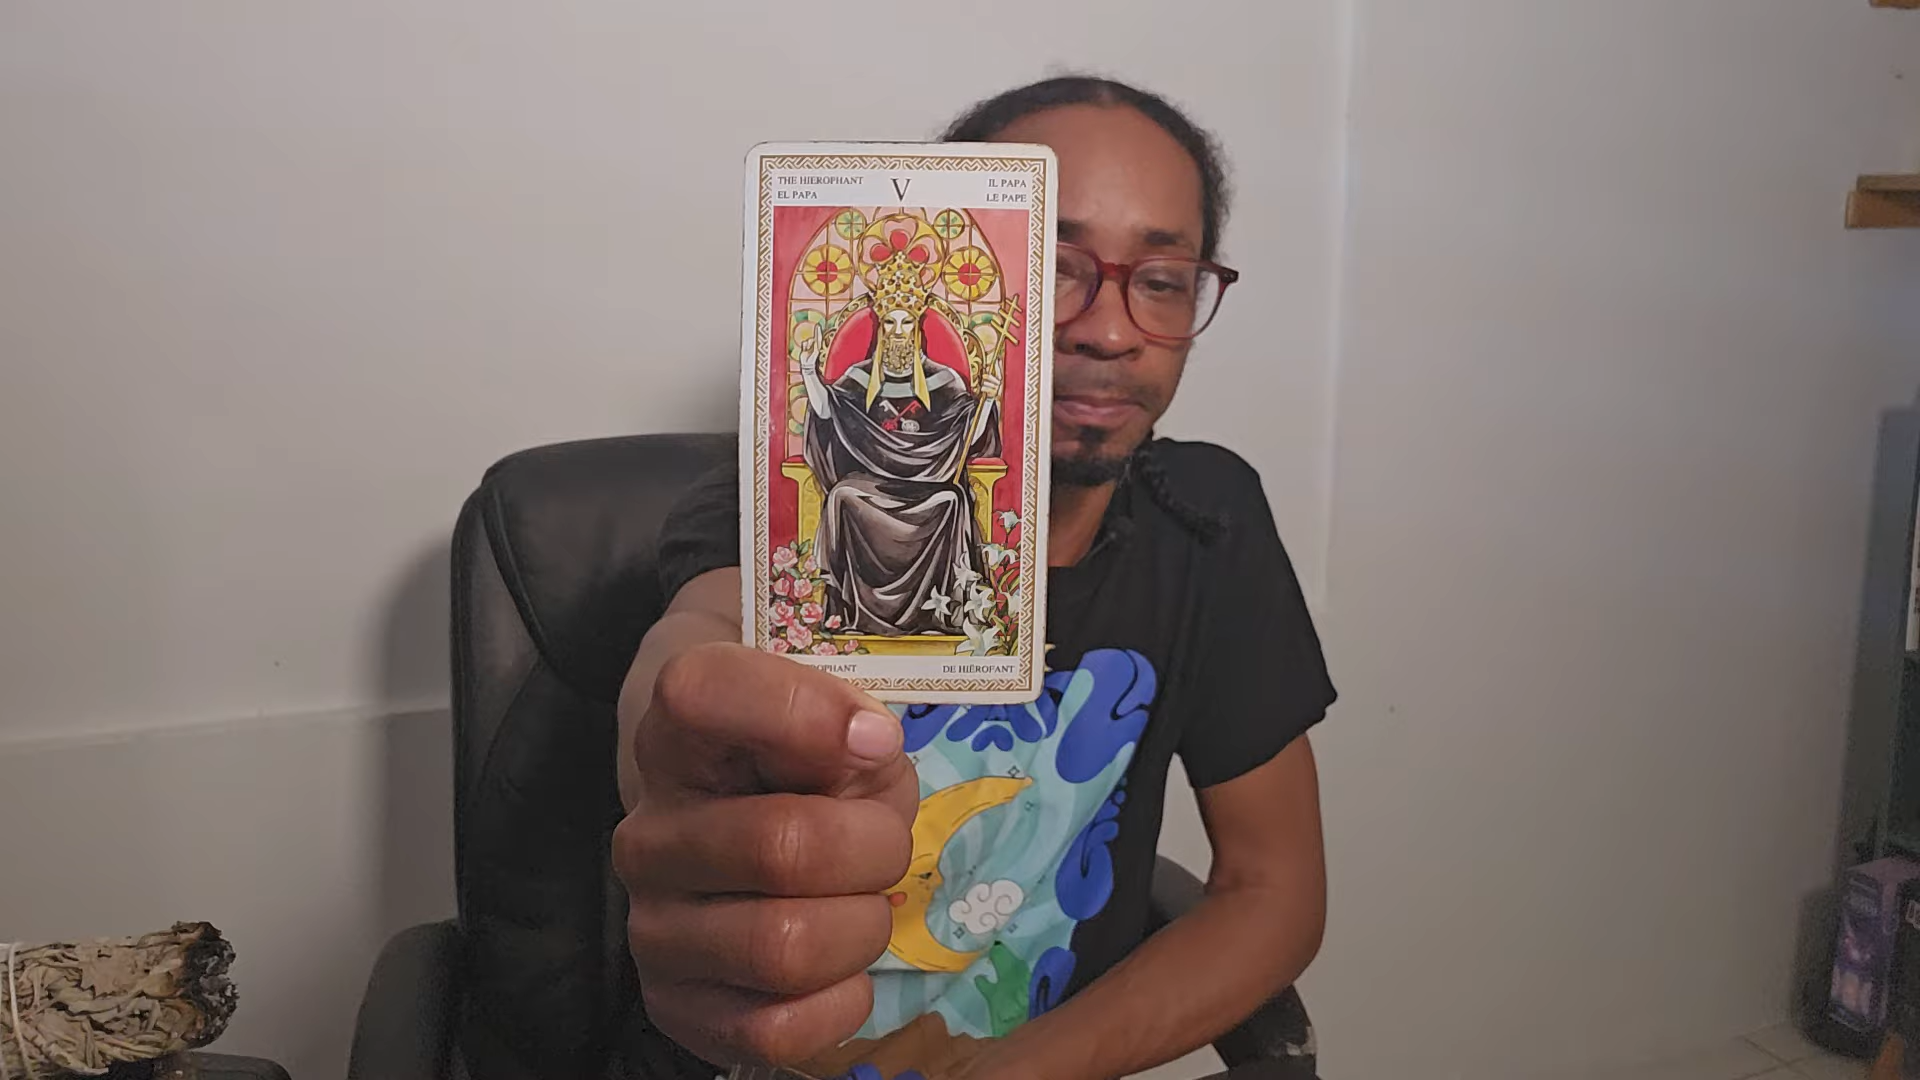 THE HIEROPHANT
EL PAPA
V
IL PAPA
LE PAPE
DE HIËROFANT